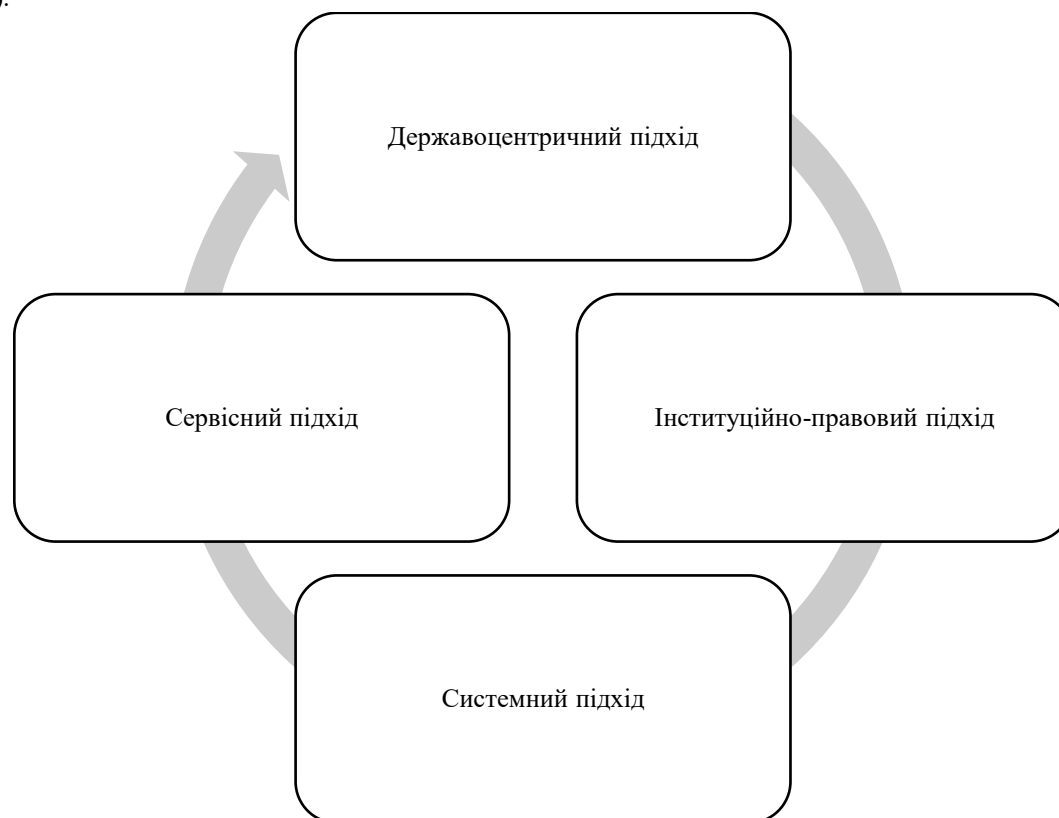 ).
Державоцентричний підхід
Сервісний підхід
Інституційно-правовий підхід
Системний підхід